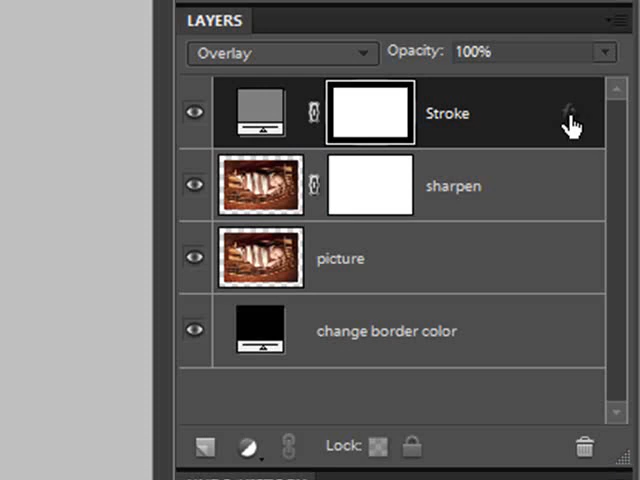 LAYERS
Overlay
Opacity: 100%
Stroke
sharpen
picture
change border color
Lock: